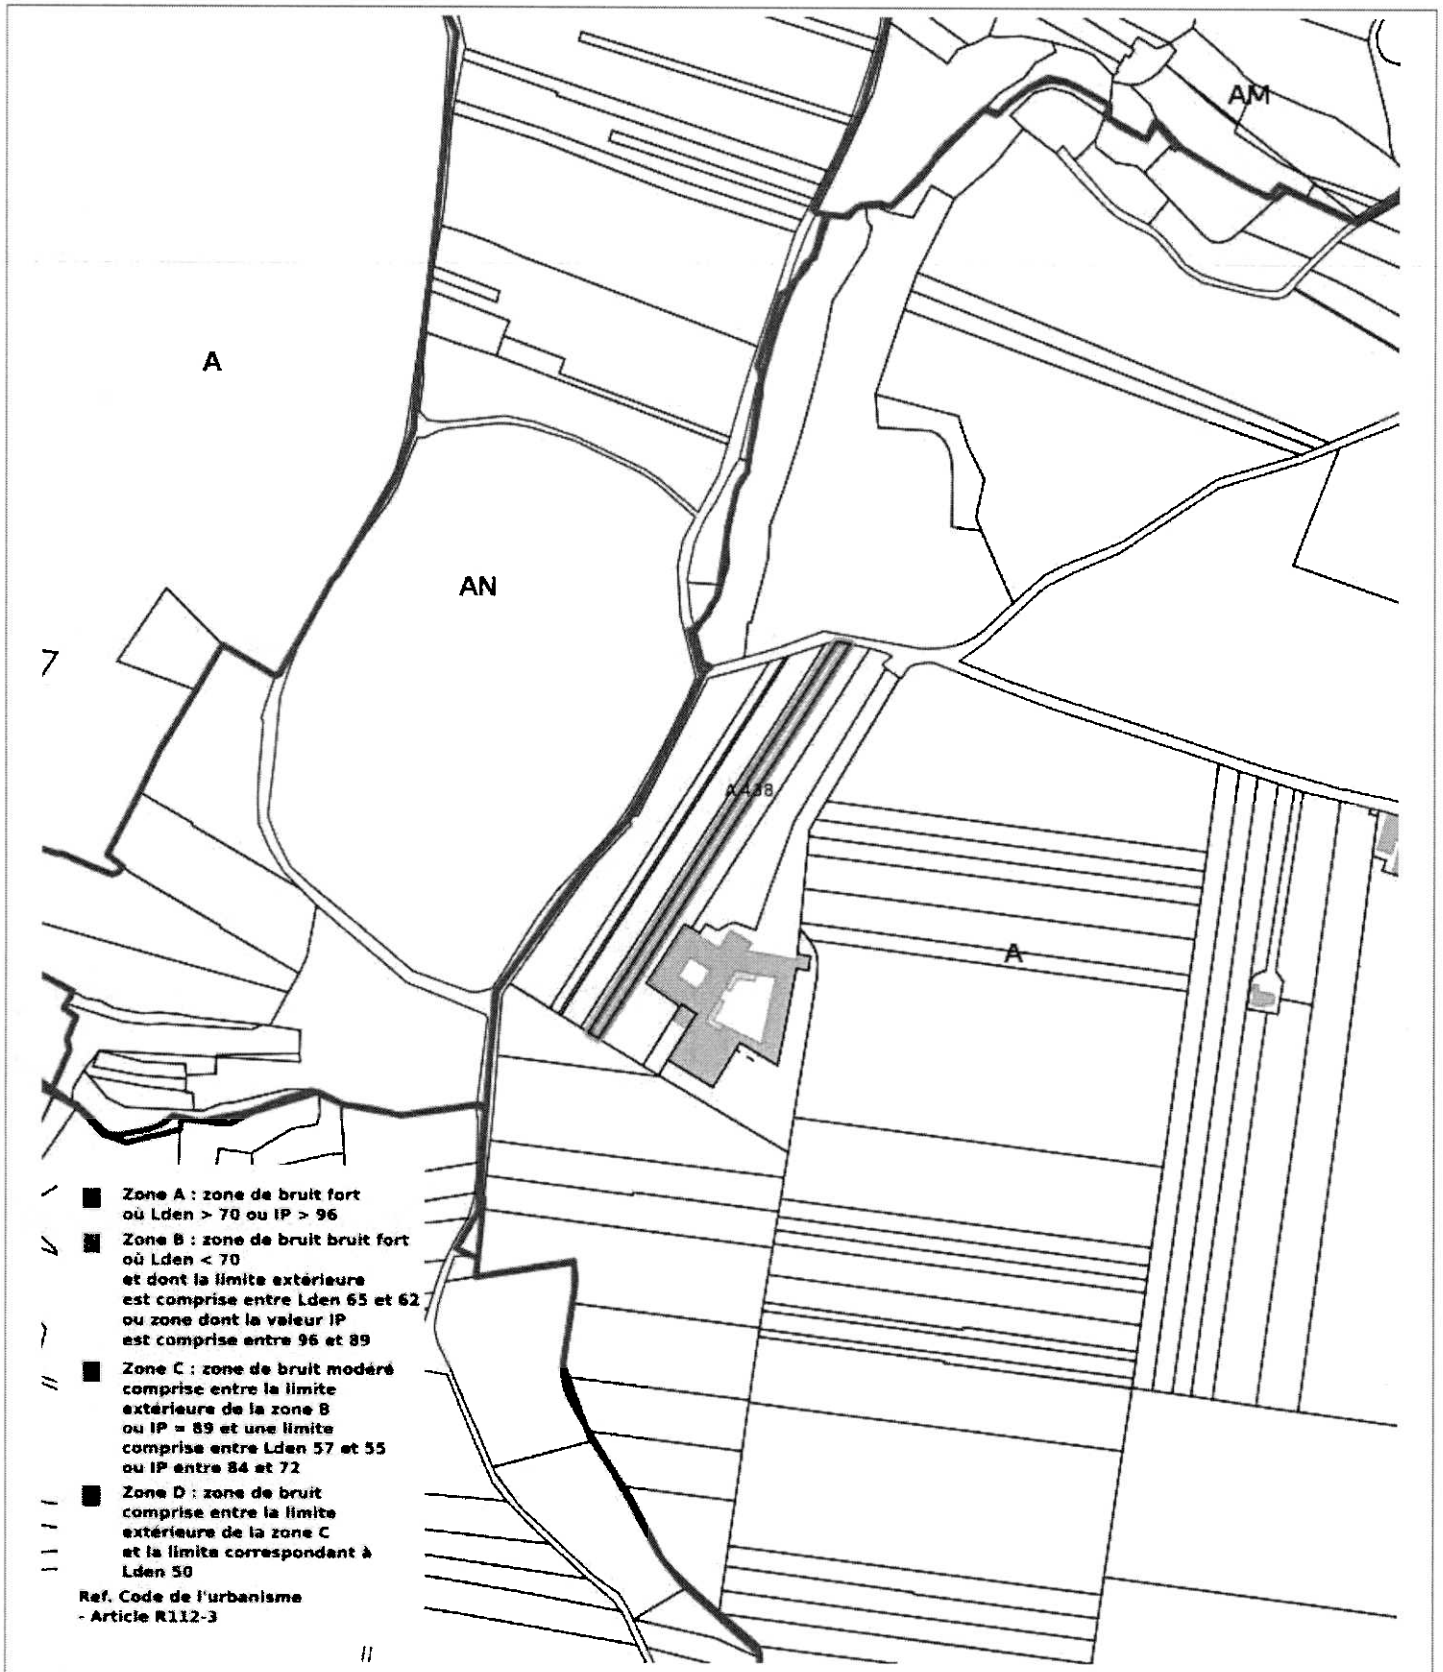 AM
A
AN
7
A 438
A
Zone A : zone de bruit fort
où Lden > 70 ou IP > 96
Zone B : zone de bruit bruit fort
où Lden < 70
et dont la limite extérieure
est comprise entre Lden 65 et 62
ou zone dont la valeur IP
est comprise entre 96 et 89
Zone C : zone de bruit modéré
comprise entre la limite
extérieure de la zone B
ou IP = 89 et une limite
comprise entre Lden 57 et 55
ou IP entre 84 et 72
Zone D : zone de bruit
comprise entre la limite
extérieure de la zone C
et la limite correspondant à
Lden 50
Ref. Code de l'urbanisme
- Article R112-3